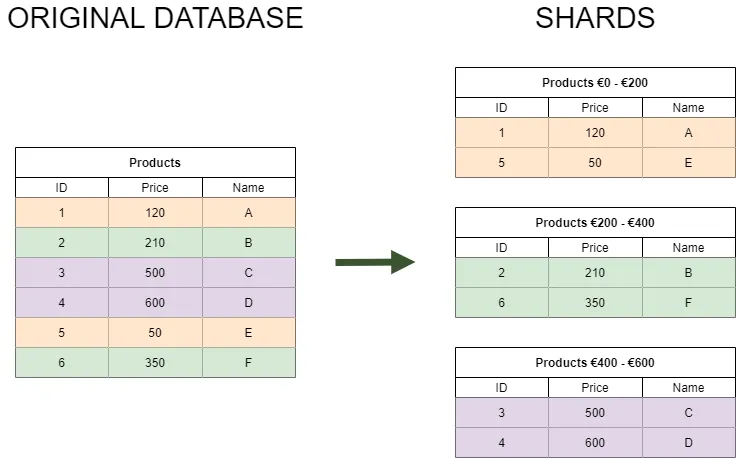 ORIGINAL DATABASE
Products
ID Price Name
1 120 A
2 210 B
3 500 C
4 600 D
5 50 E
6 350 F
SHARDS
Products €0 - €200
ID Price Name
1 120 A
5 50 E
Products €200 - €400
ID Price Name
2 210 B
6 350 F
Products €400 - €600
ID Price Name
3 500 C
4 600 D